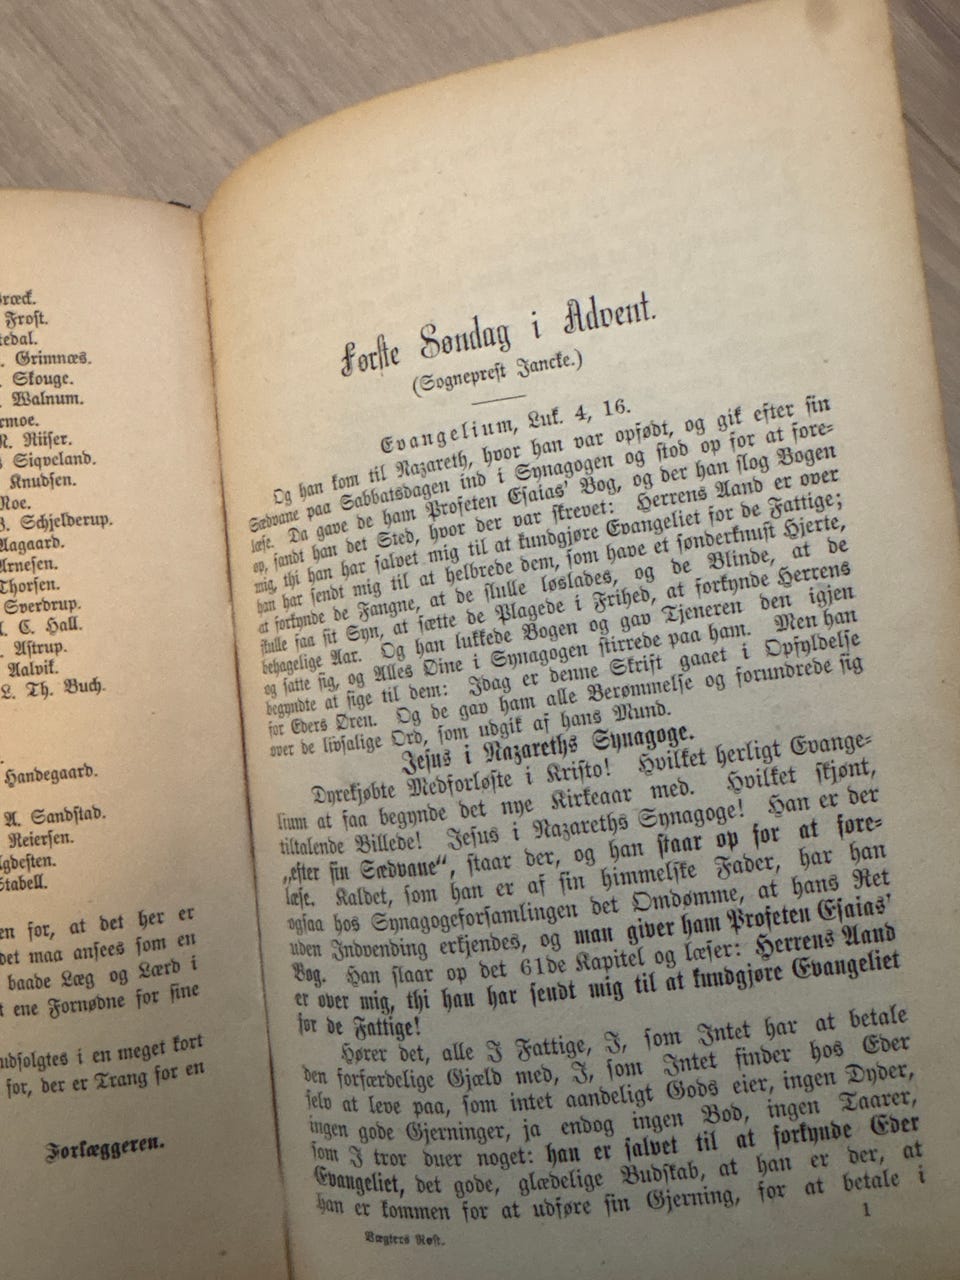 Græck.
Frost.
tedal.
. Grimnæs.
. Skouge.
. Walnum.
rmoe.
N. Riiser.
s Siqveland.
Knudsen.
Roe.
B. Schjelderup.
Aagaard.
Arnesen.
Thorsen.
Sverdrup.
. C. Hall.
. Astrup.
Aalvik.
L. Th. Buch.
Handegaard.
A. Sandstad.
Reiersen.
gdesten.
Stabell.
en for, at det her er
det maa ansees som en
baade Læg og Lærd i
t ene Fornødne for sine
udsolgtes i en meget kort
for, der er Trang for en
Forlæggeren.
Første Søndag i Advent.
(Sogneprest Jancke.)
Evangelium, Luk. 4, 16.
Og han kom til Nazareth, hvor han var opfødt, og gik efter sin
Sædvane paa Sabbatsdagen ind i Synagogen og stod op for at fore-
læse. Da gave de ham Profeten Esaias' Bog, og der han slog Bogen
op, fandt han det Sted, hvor der var skrevet: Herrens Aand er over
mig, thi han har salvet mig til at kundgjøre Evangeliet for de Fattige;
han har sendt mig til at helbrede dem, som have et sønderknust Hjerte,
at forkynde de Fangne, at de skulle løslades, og de Blinde, at de
skulle faa sit Syn, at sætte de Plagede i Frihed, at forkynde Herrens
behagelige Aar. Og han lukkede Bogen og gav Tjeneren den igjen
og satte sig, og Alles Øine i Synagogen stirrede paa ham. Men han
begyndte at sige til dem: Idag er denne Skrift gaaet i Opfyldelse
for Eders Øren. Og de gav ham alle Berømmelse og forundrede sig
over de livsalige Ord, som udgik af hans Mund.
Jesus i Nazareths Synagoge.
Dyrekjøbte Medforløste i Kristo! Hvilket herligt Evange-
lium at faa begynde det nye Kirkeaar med. Hvilket skjønt,
tiltalende Billede! Jesus i Nazareths Synagoge! Han er der
„efter sin Sædvane“, staar der, og han staar op for at fore-
læse. Kaldet, som han er af sin himmelske Fader, har han
ogsaa hos Synagogeforsamlingen det Omdømme, at hans Ret
uden Indvending erkjendes, og man giver ham Profeten Esaias'
Bog. Han slaar op det 61de Kapitel og læser: Herrens Aand
er over mig, thi han har sendt mig til at kundgjøre Evangeliet
for de Fattige!
Hører det, alle I Fattige, I, som Intet har at betale
den forfærdelige Gjæld med, I, som Intet finder hos Eder
selv at leve paa, som intet aandeligt Gods eier, ingen Dyder,
ingen gode Gjerninger, ja endog ingen Bod, ingen Taarer,
som I tror duer noget: han er salvet til at forkynde Eder
Evangeliet, det gode, glædelige Budskab, at han er der, at
han er kommen for at udføre sin Gjerning, for at betale i
Vægters Røst.
1